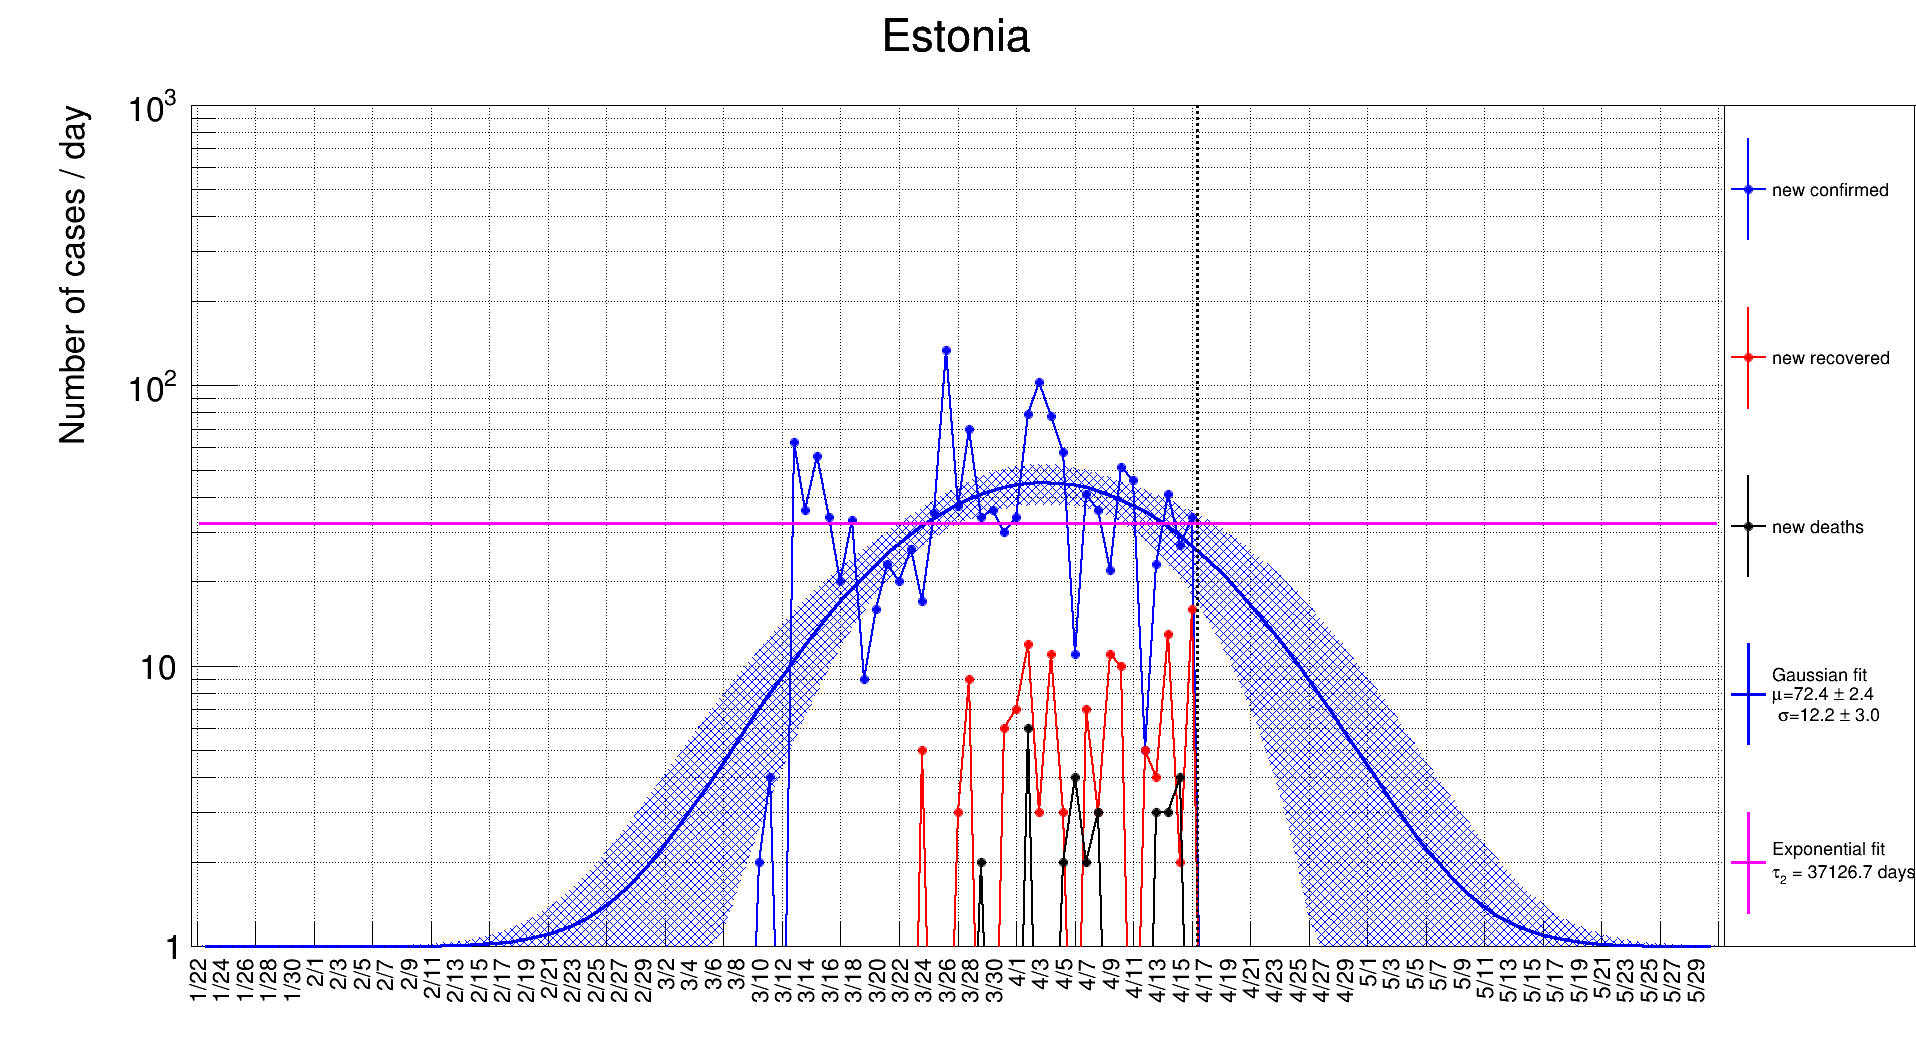 Estonia
Number of cases / day
10³
10²
10
1
1/22 1/24 1/26 1/28 1/30 2/1 2/3 2/5 2/7 2/9 2/11 2/13 2/15 2/17 2/19 2/21 2/23 2/25 2/27 2/29 3/2 3/4 3/6 3/8 3/10 3/12 3/14 3/16 3/18 3/20 3/22 3/24 3/26 3/28 3/30 4/1 4/3 4/5 4/7 4/9 4/11 4/13 4/15 4/17 4/19 4/21 4/23 4/25 4/27 4/29 5/1 5/3 5/5 5/7 5/9 5/11 5/13 5/15 5/17 5/19 5/21 5/23 5/25 5/27 5/29
new confirmed
new recovered
new deaths
Gaussian fit
μ=72.4 ± 2.4
σ=12.2 ± 3.0
Exponential fit
τ₂ = 37126.7 days